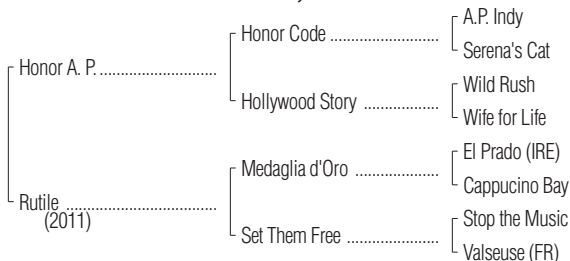 A.P. Indy
Honor Code ..........................
Serena's Cat
Honor A. P. .............................
Wild Rush
Hollywood Story ..................
Wife for Life
El Prado (IRE)
Medaglia d'Oro ....................
Cappucino Bay
Rutile .....................................
(2011)
Stop the Music
Set Them Free ......................
Valseuse (FR)